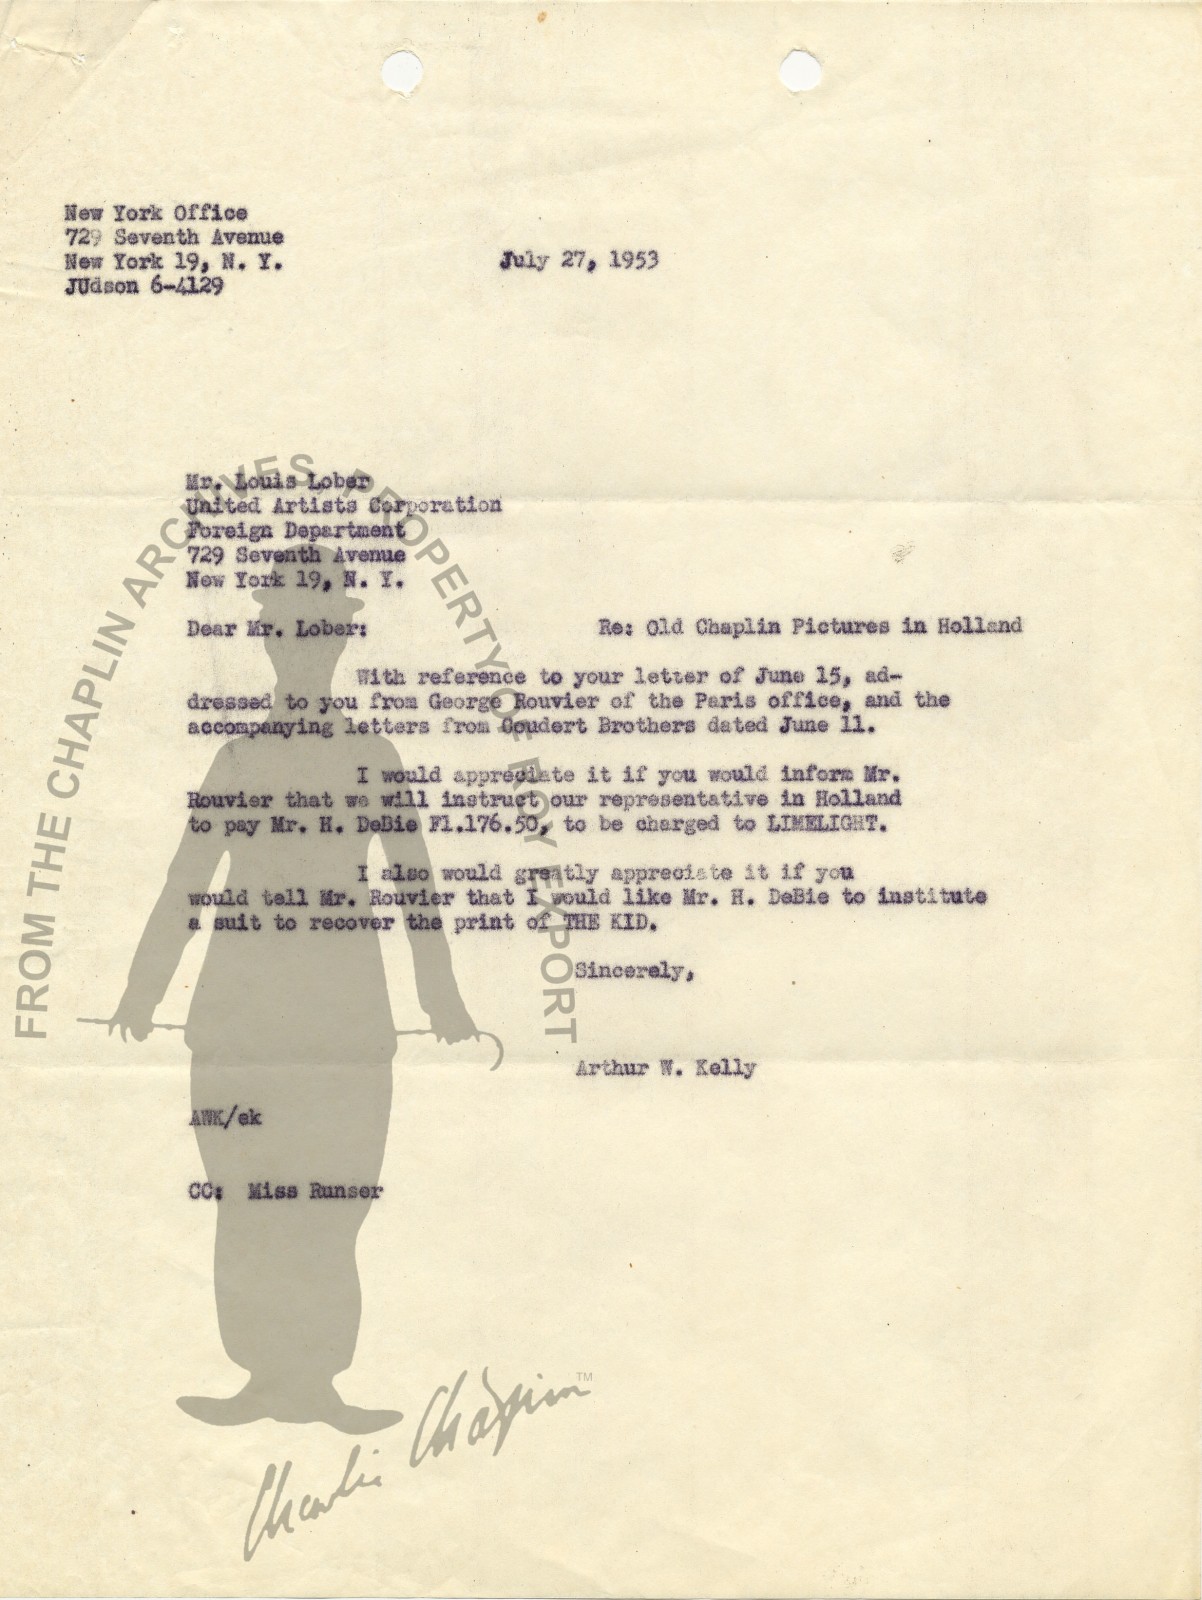 New York Office
729 Seventh Avenue
New York 19, N. Y.
JUdson 6-4129
July 27, 1953
Mr. Louis Lober
United Artists Corporation
Foreign Department
729 Seventh Avenue
New York 19, N. Y.
Dear Mr. Lober: Re: Old Chaplin Pictures in Holland
With reference to your letter of June 15, ad-
dressed to you from George Rouvier of the Paris office, and the
accompanying letters from Coudert Brothers dated June 11.
I would appreciate it if you would inform Mr.
Rouvier that we will instruct our representative in Holland
to pay Mr. H. DeBie Fl.176.50, to be charged to LIMELIGHT.
I also would greatly appreciate it if you
would tell Mr. Rouvier that I would like Mr. H. DeBie to institute
a suit to recover the print of THE KID.
Sincerely,
Arthur W. Kelly
AWK/ek
CC: Miss Runser
FROM THE CHAPLIN ARCHIVES, PROPERTY OF ROY EXPORT
Charlie Chaplin TM